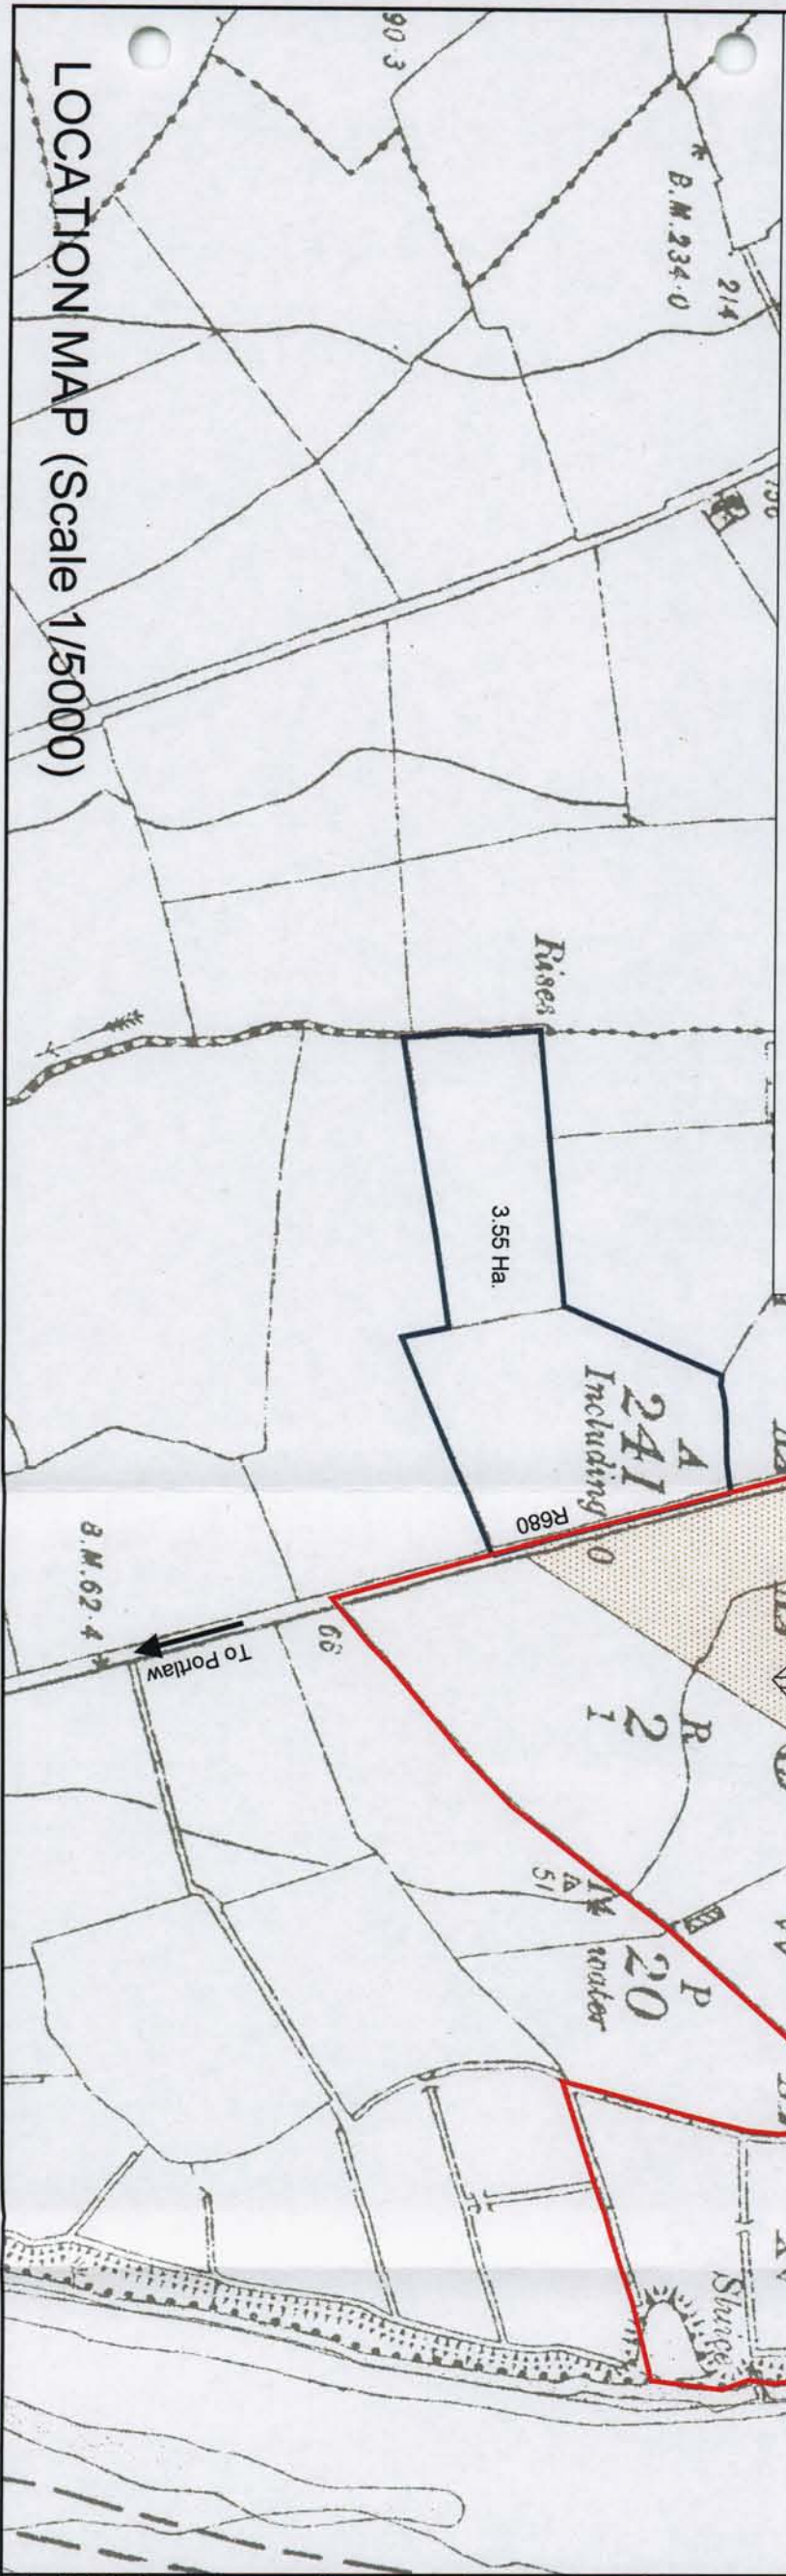 LOCATION MAP (Scale 1/5000)
90·3
B.M.234·0
214
Rises
3.55 Ha.
A
241
Including
0
R680
To Portlaw
B.M.62·4
66
R
2
1
51
P
20
water
Sluice